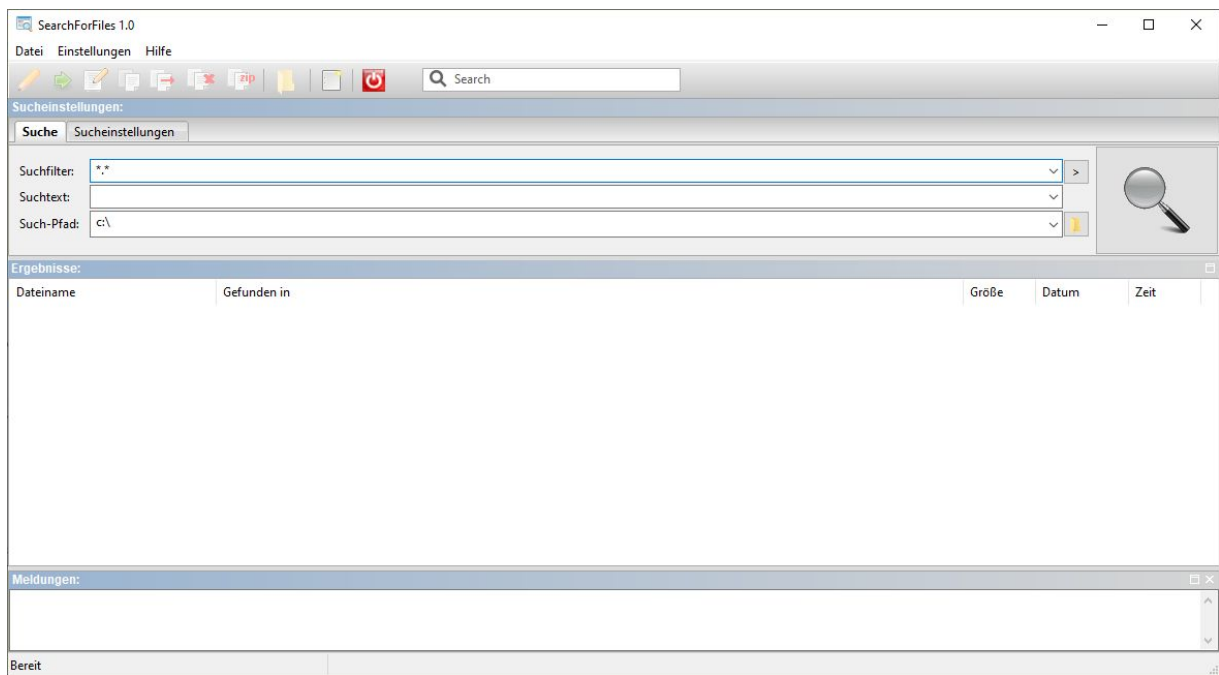 SearchForFiles 1.0
Datei Einstellungen Hilfe
zip Search
Sucheinstellungen:
Suche Sucheinstellungen
Suchfilter: *.* >
Suchtext:
Such-Pfad: c:\
Ergebnisse:
Dateiname Gefunden in Größe Datum Zeit
Meldungen:
Bereit